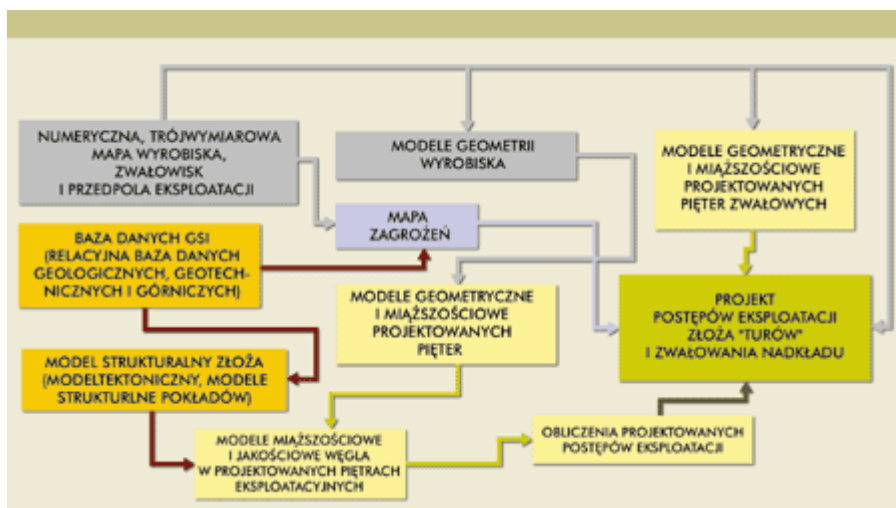 NUMERYCZNA, TRÓJWYMIAROWA
MAPA WYROBISKA,
ZWAŁOWISK
I PRZEDPOLA EKSPLOATACJI
MODELE GEOMETRII
WYROBISKA
MODELE GEOMETRYCZNE
I MIĄŻSZOŚCIOWE
PROJEKTOWANYCH
PIĘTER ZWAŁOWYCH
MAPA
ZAGROŻEŃ
BAZA DANYCH GSI
(RELACYJNA BAZA DANYCH
GEOLOGICZNYCH, GEOTECH-
NICZNYCH I GÓRNICZYCH)
MODELE GEOMETRYCZNE
I MIĄŻSZOŚCIOWE
PROJEKTOWANYCH
PIĘTER
PROJEKT
POSTĘPÓW EKSPLOATACJI
ZŁOŻA "TURÓW"
I ZWAŁOWANIA NADKŁADU
MODEL STRUKTURALNY ZŁOŻA
(MODELTEKTONICZNY, MODELE
STRUKTURLNE POKŁADÓW)
MODELE MIĄŻSZOŚCIOWE
I JAKOŚCIOWE WĘGLA
W PROJEKTOWANYCH PIĘTRACH
EKSPLOATACYJNYCH
OBLICZENIA PROJEKTOWANYCH
POSTĘPÓW EKSPLOATACJI